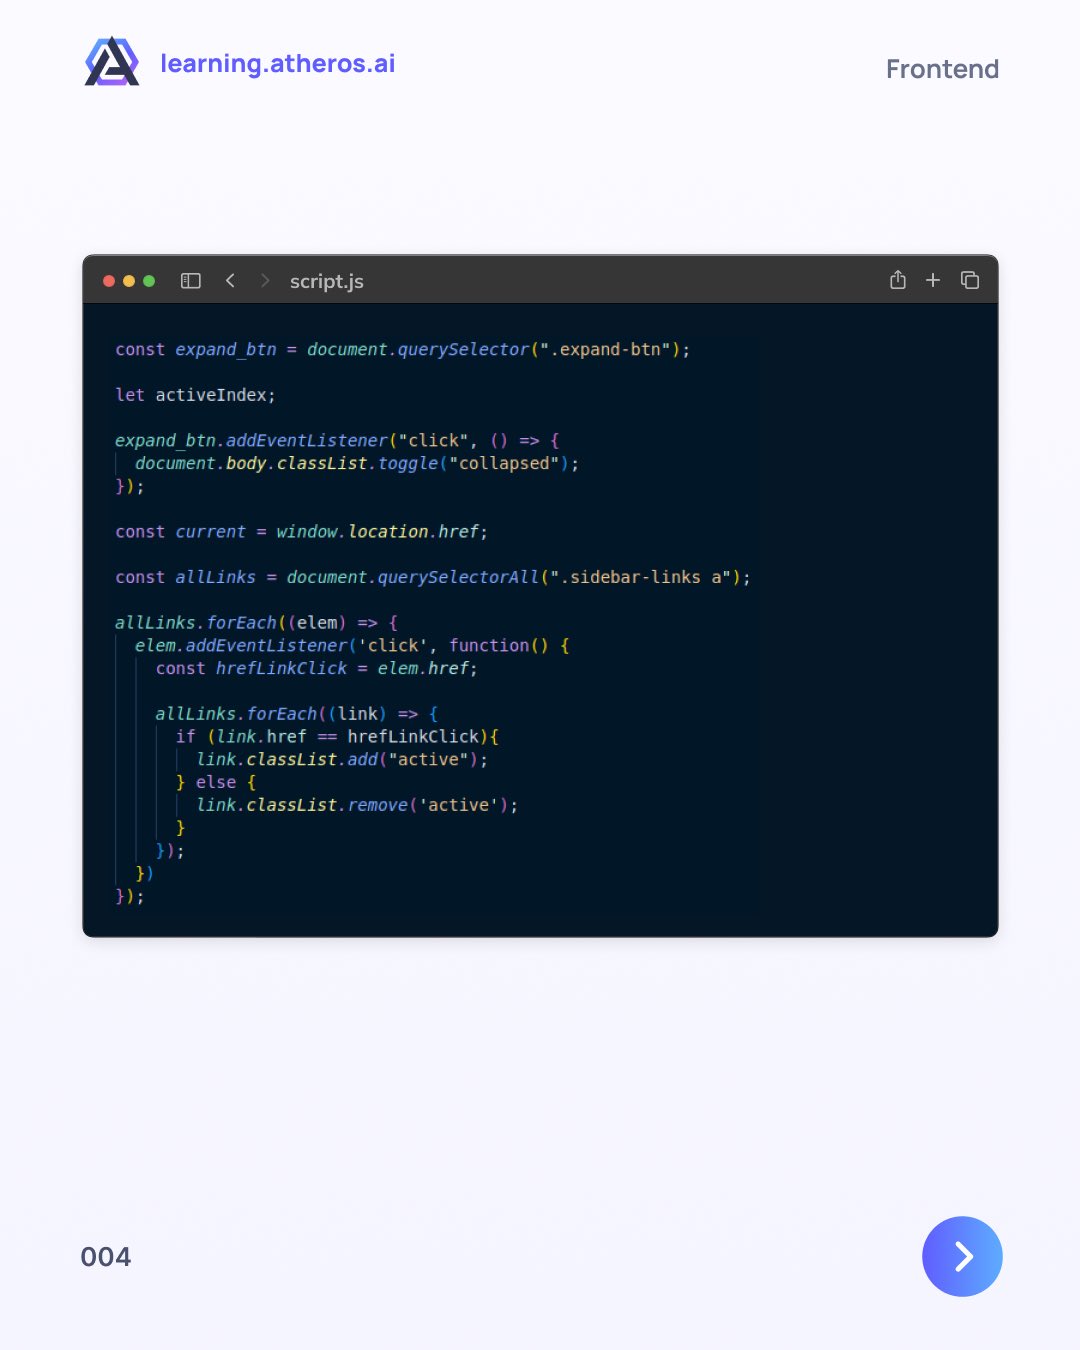 learning.atheros.ai
Frontend
script.js
const expand_btn = document.querySelector(".expand-btn");
let activeIndex;
expand_btn.addEventListener("click", () => {
  document.body.classList.toggle("collapsed");
});
const current = window.location.href;
const allLinks = document.querySelectorAll(".sidebar-links a");
allLinks.forEach((elem) => {
  elem.addEventListener('click', function() {
    const hrefLinkClick = elem.href;
    allLinks.forEach((link) => {
      if (link.href == hrefLinkClick){
        link.classList.add("active");
      } else {
        link.classList.remove('active');
      }
    });
  })
});
004